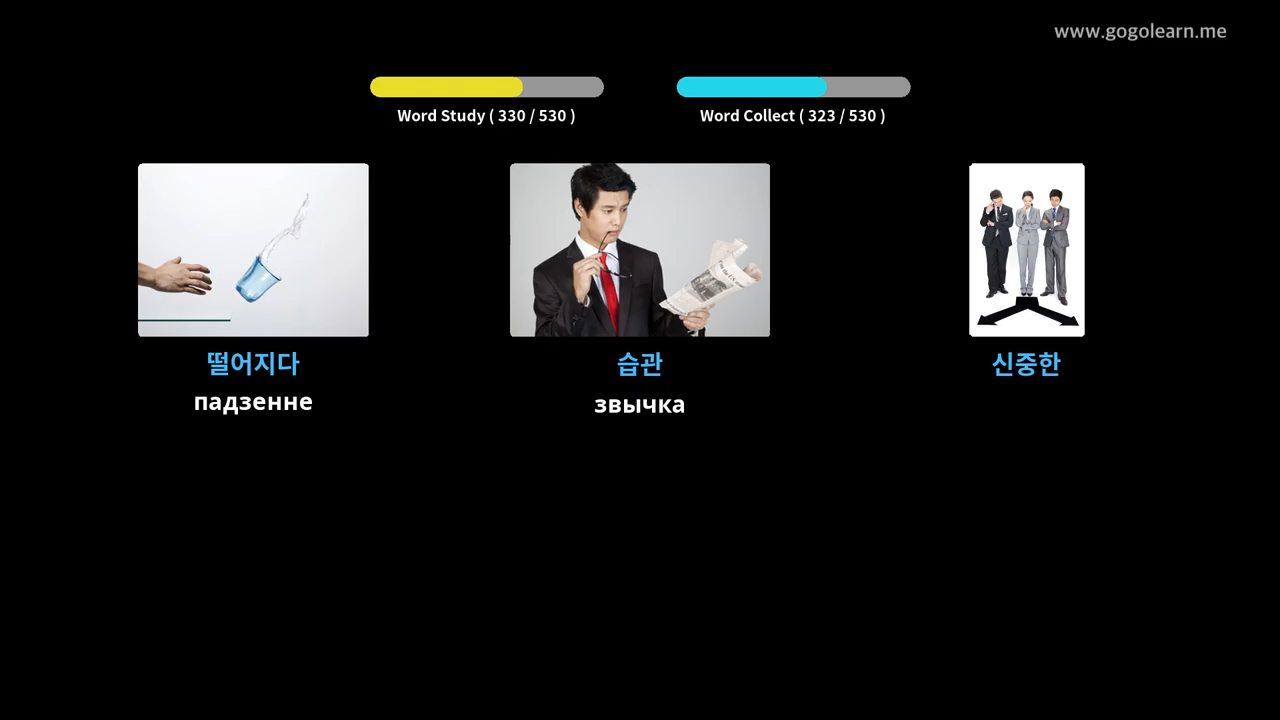 www.gogolearn.me
Word Study ( 330 / 530 )
Word Collect ( 323 / 530 )
떨어지다
습관
신중한
падзенне
звычка